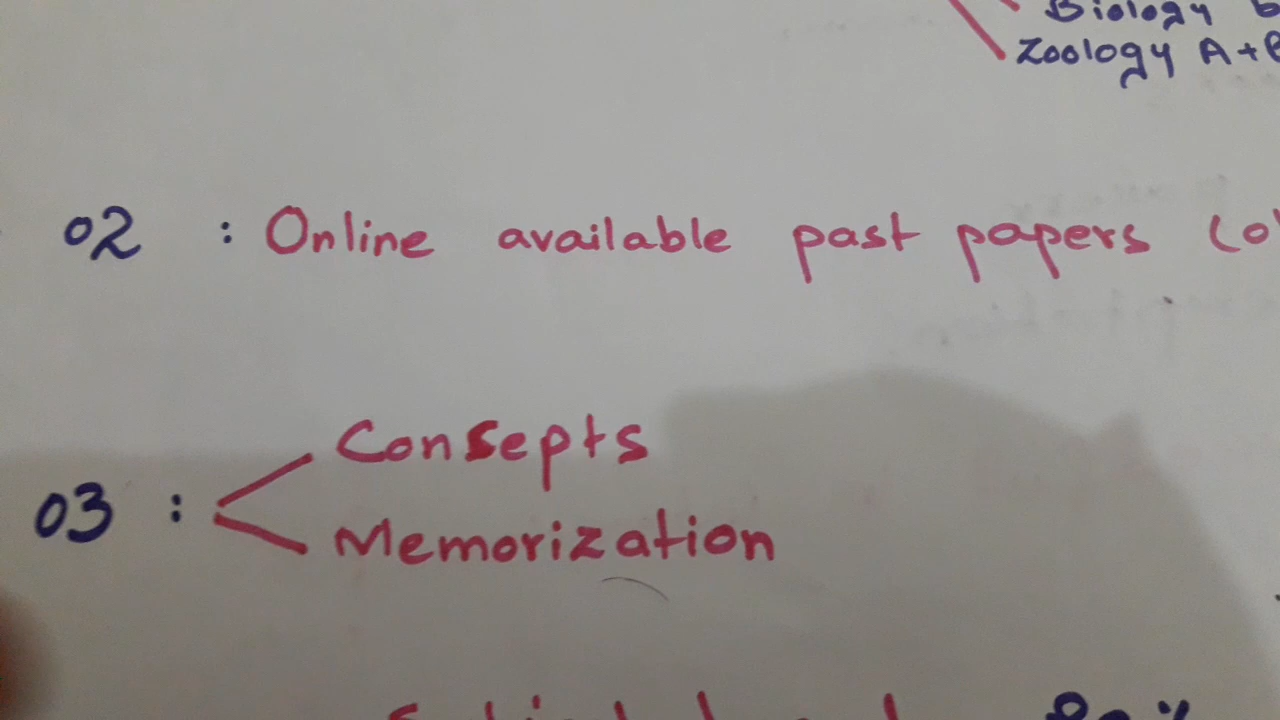 Biology
Zoology A+
02 : Online available past papers
03 : Consepts
Memorization